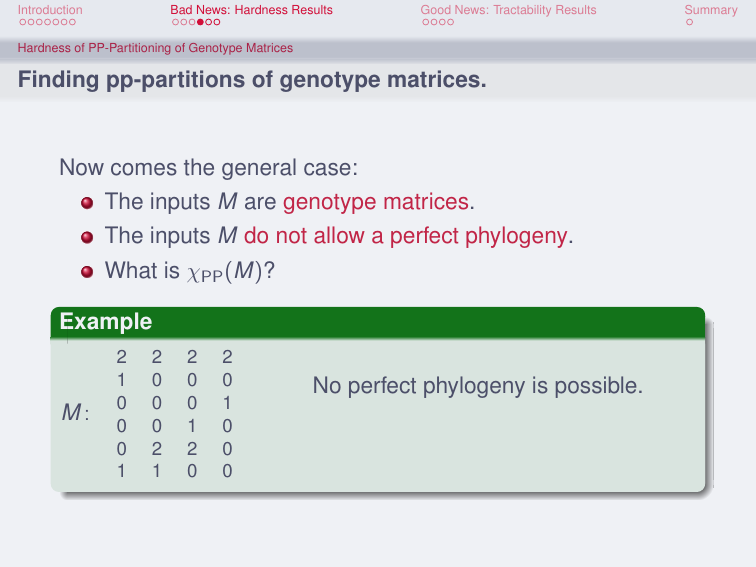 Introduction Bad News: Hardness Results Good News: Tractability Results Summary
Hardness of PP-Partitioning of Genotype Matrices
Finding pp-partitions of genotype matrices.
Now comes the general case:
The inputs M are genotype matrices.
The inputs M do not allow a perfect phylogeny.
What is χPP(M)?
Example
M:
2 2 2 2
1 0 0 0
0 0 0 1
0 0 1 0
0 2 2 0
1 1 0 0
No perfect phylogeny is possible.